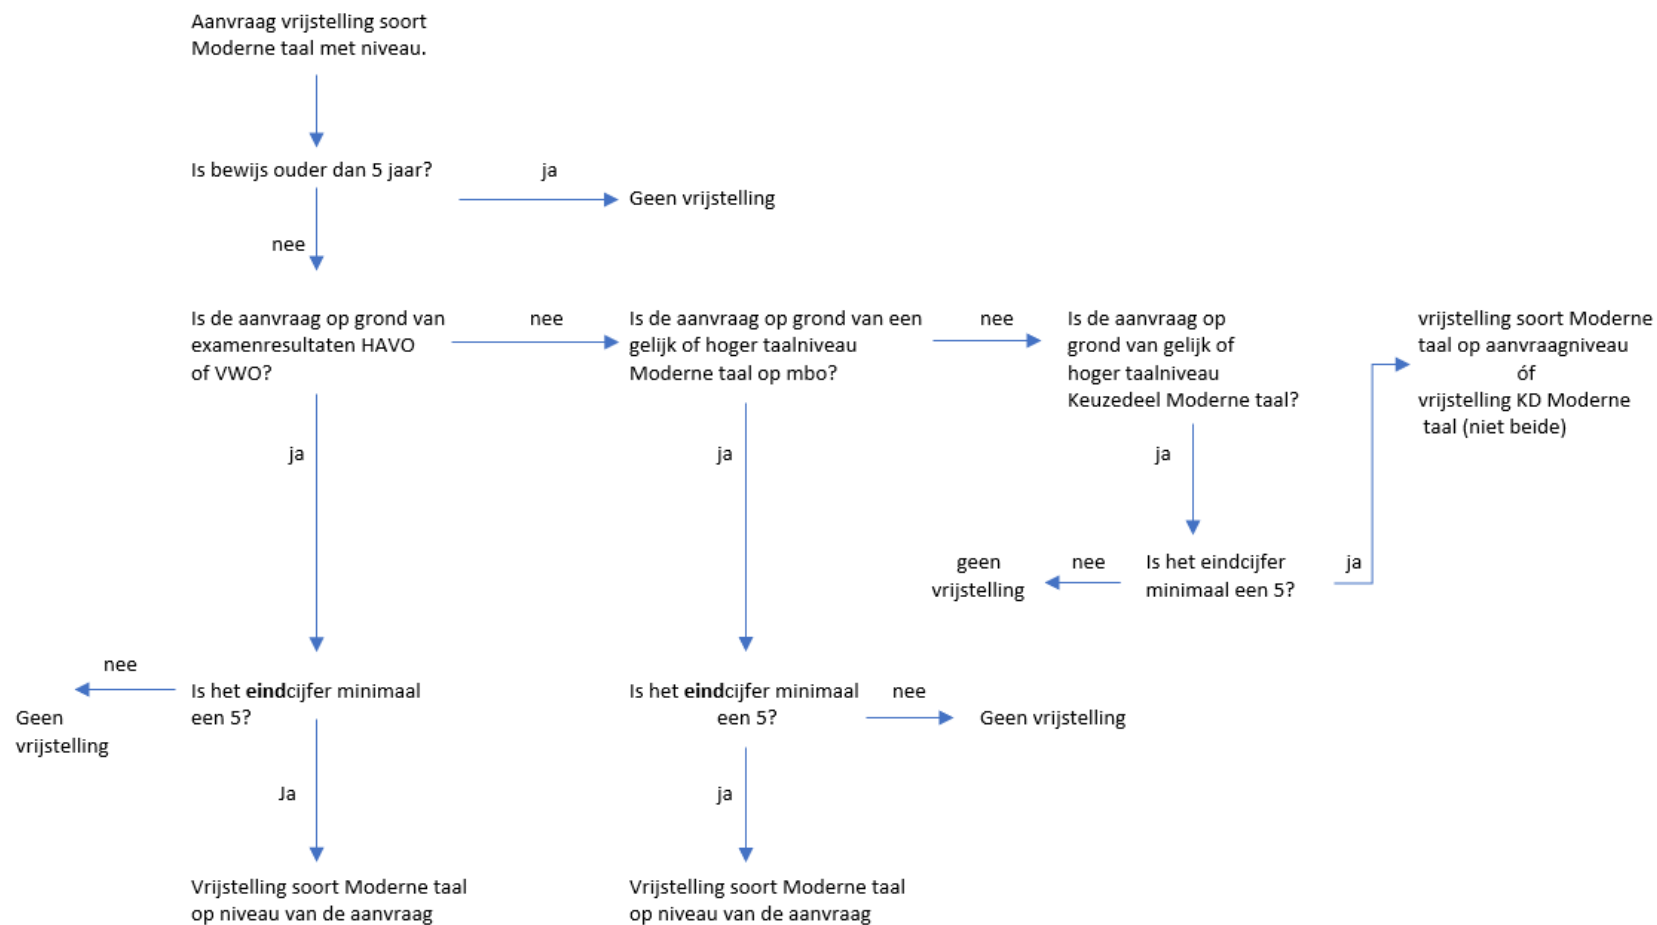 Aanvraag vrijstelling soort
Moderne taal met niveau.
Is bewijs ouder dan 5 jaar?
ja
Geen vrijstelling
nee
Is de aanvraag op grond van
examenresultaten HAVO
of VWO?
nee
Is de aanvraag op grond van een
gelijk of hoger taalniveau
Moderne taal op mbo?
nee
Is de aanvraag op
grond van gelijk of
hoger taalniveau
Keuzedeel Moderne taal?
vrijstelling soort Moderne
taal op aanvraagniveau
óf
vrijstelling KD Moderne
taal (niet beide)
ja
ja
ja
geen
vrijstelling
nee
Is het eindcijfer
minimaal een 5?
ja
nee
Geen
vrijstelling
Is het eindcijfer minimaal
een 5?
Is het eindcijfer minimaal
een 5?
nee
Geen vrijstelling
Ja
ja
Vrijstelling soort Moderne taal
op niveau van de aanvraag
Vrijstelling soort Moderne taal
op niveau van de aanvraag